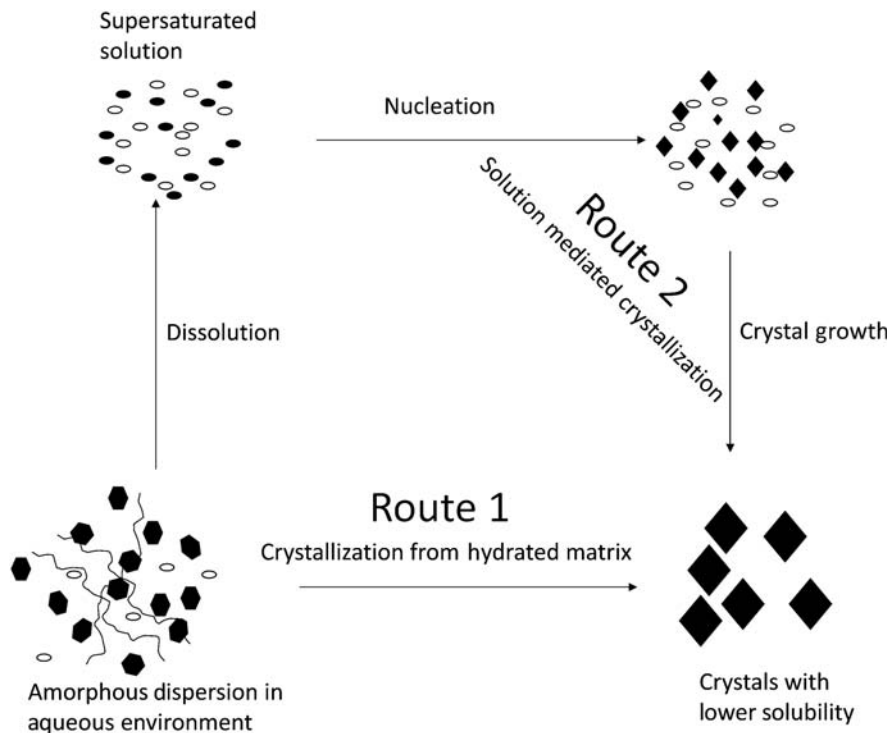 Supersaturated
solution
Nucleation
Solution mediated crystallization
Route 2
Dissolution
Crystal growth
Route 1
Crystallization from hydrated matrix
Amorphous dispersion in
aqueous environment
Crystals with
lower solubility